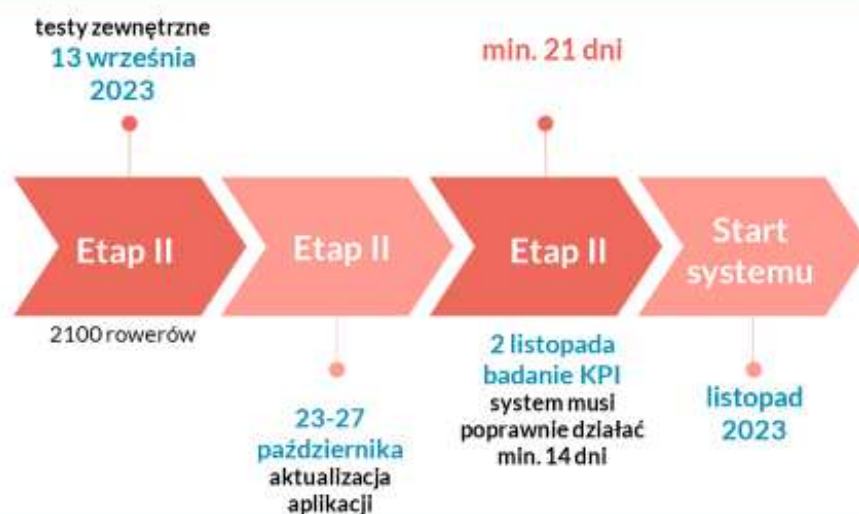 testy zewnętrzne
13 września
2023
Etap II
2100 rowerów
Etap II
23-27
października
aktualizacja
aplikacji
min. 21 dni
Etap II
2 listopada
badanie KPI
system musi
poprawnie działać
min. 14 dni
Start
systemu
listopad
2023